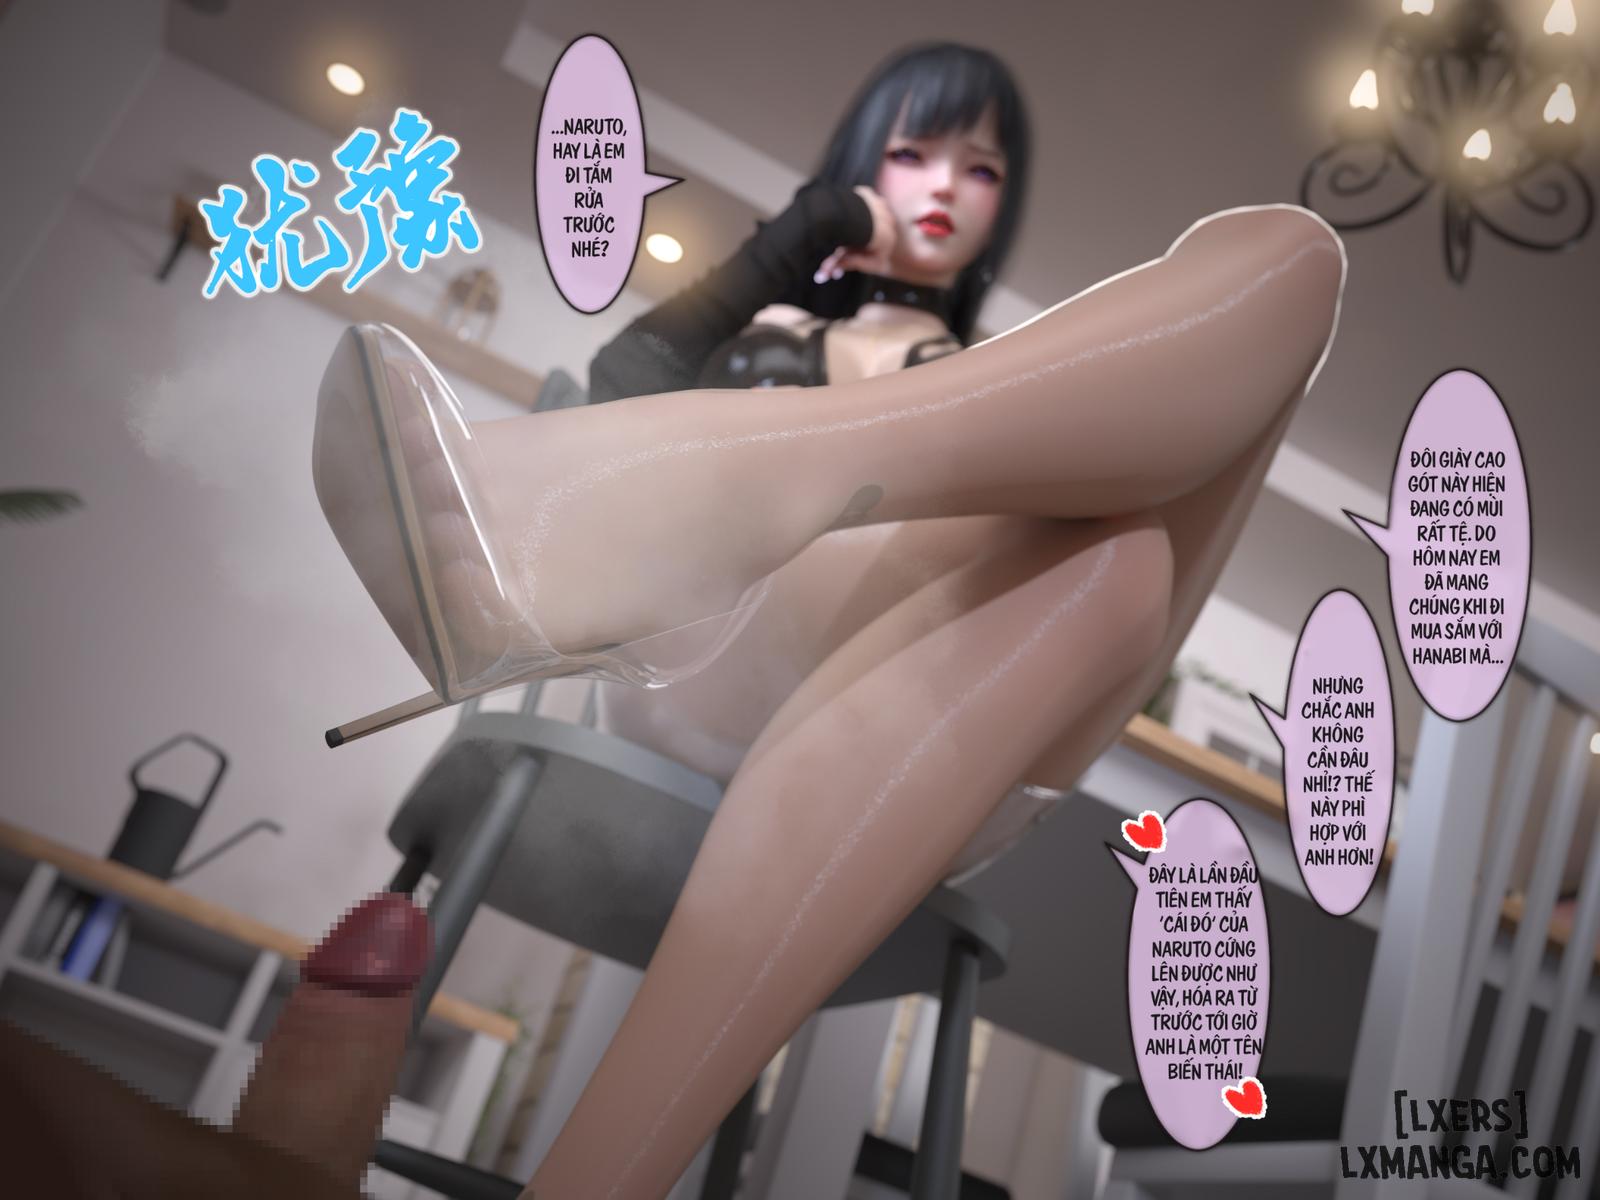 犹豫
...NARUTO,
HAY LÀ EM
ĐI TẮM
RỬA
TRƯỚC
NHÉ?
ĐÔI GIÀY CAO
GÓT NÀY HIỆN
ĐANG CÓ MÙI
RẤT TỆ. DO
HÔM NAY EM
ĐÃ MANG
CHÚNG KHI ĐI
MUA SẮM VỚI
HANABI MÀ...
NHƯNG
CHẮC ANH
KHÔNG
CẦN ĐÂU
NHỈ!? THẾ
NÀY PHÌ
HỢP VỚI
ANH HƠN!
ĐÂY LÀ LẦN ĐẦU
TIÊN EM THẤY
'CÁI ĐÓ' CỦA
NARUTO CỨNG
LÊN ĐƯỢC NHƯ
VẬY, HÓA RA TỪ
TRƯỚC TỚI GIỜ
ANH LÀ MỘT TÊN
BIẾN THÁI!
[LXERS]
LXMANGA.COM